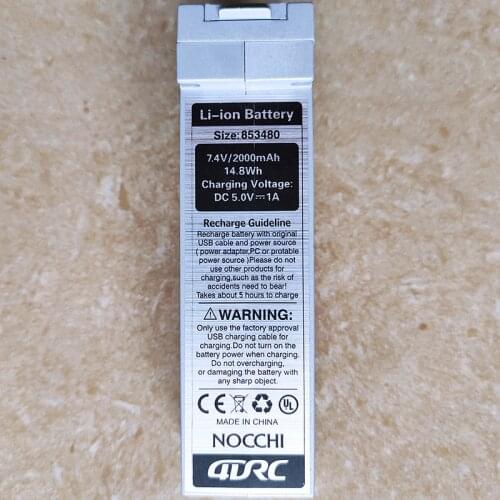 Li-ion Battery
Size:853480
7.4V/2000mAh
14.8Wh
Charging Voltage:
DC 5.0V⎓1A
Recharge Guideline
Recharge battery with original
USB cable and power source
( power adapter,PC or protable
power source )Please do not
use other products for
charging,such as the risk of
accidents need to bear!
Takes about 5 hours to charge
WARNING:
Only use the factory approval
USB charging cable for
charging.Do not turn on the
battery power when charging.
Do not overcharging,
or damaging the battery with
any sharp object.
CE UL
MADE IN CHINA
NOCCHI
4DRC